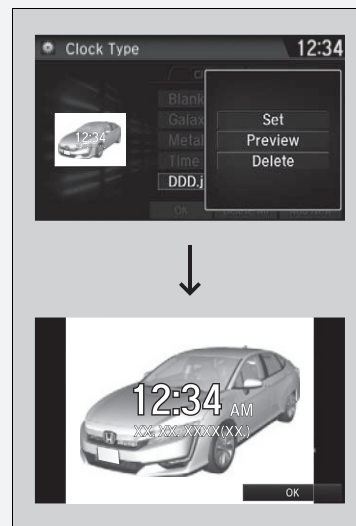 Clock Type 12:34
Blank
Galax
12:34
Metal
Time
DDD.j
Set
Preview
Delete
OK
12:34 AM
XX, XX, XXXX(XX,)
OK